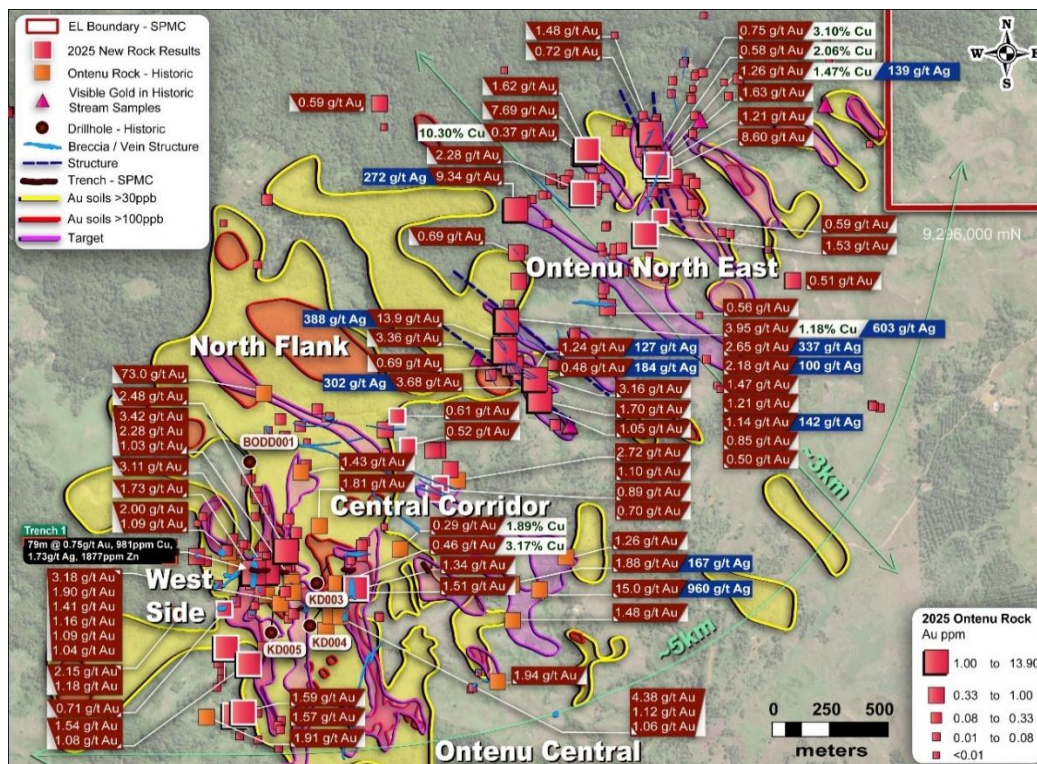 EL Boundary - SPMC
2025 New Rock Results
Ontenu Rock - Historic
Visible Gold in Historic
Stream Samples
Drillhole - Historic
Breccia / Vein Structure
Structure
Trench - SPMC
Au soils >30ppb
Au soils >100ppb
Target
N
W
E
S
1.48 g/t Au
0.72 g/t Au
0.75 g/t Au 3.10% Cu
0.58 g/t Au 2.06% Cu
1.26 g/t Au 1.47% Cu 139 g/t Ag
1.63 g/t Au
1.21 g/t Au
8.60 g/t Au
0.59 g/t Au
1.62 g/t Au
7.69 g/t Au
10.30% Cu 0.37 g/t Au
2.28 g/t Au
272 g/t Ag 9.34 g/t Au
0.69 g/t Au
0.59 g/t Au
1.53 g/t Au
9,296,000 mN
Ontenu North East
0.51 g/t Au
388 g/t Ag 13.9 g/t Au
3.36 g/t Au
0.69 g/t Au
302 g/t Ag 3.68 g/t Au
North Flank
1.24 g/t Au 127 g/t Ag
0.48 g/t Au 184 g/t Ag
3.16 g/t Au
1.70 g/t Au
1.05 g/t Au
0.56 g/t Au
3.95 g/t Au 1.18% Cu 603 g/t Ag
2.65 g/t Au 337 g/t Ag
2.18 g/t Au 100 g/t Ag
1.47 g/t Au
1.21 g/t Au
1.14 g/t Au 142 g/t Ag
0.85 g/t Au
0.50 g/t Au
~3km
73.0 g/t Au
2.48 g/t Au
3.42 g/t Au
2.28 g/t Au
1.03 g/t Au
3.11 g/t Au
1.73 g/t Au
2.00 g/t Au
1.09 g/t Au
BODD001
0.61 g/t Au
0.52 g/t Au
1.43 g/t Au
1.81 g/t Au
2.72 g/t Au
1.10 g/t Au
0.89 g/t Au
0.70 g/t Au
Central Corridor
0.29 g/t Au 1.89% Cu
0.46 g/t Au 3.17% Cu
1.34 g/t Au
1.51 g/t Au
1.26 g/t Au
1.88 g/t Au 167 g/t Ag
15.0 g/t Au 960 g/t Ag
1.48 g/t Au
Trench 1
79m @ 0.75g/t Au, 981ppm Cu,
1.73g/t Ag, 1877ppm Zn
West
Side
KD003
KD004
KD005
3.18 g/t Au
1.90 g/t Au
1.41 g/t Au
1.16 g/t Au
1.09 g/t Au
1.04 g/t Au
2.15 g/t Au
1.18 g/t Au
0.71 g/t Au
1.54 g/t Au
1.08 g/t Au
1.59 g/t Au
1.57 g/t Au
1.91 g/t Au
1.94 g/t Au
4.38 g/t Au
1.12 g/t Au
1.06 g/t Au
~5km
Ontenu Central
0 250 500
meters
2025 Ontenu Rock
Au ppm
1.00 to 13.90
0.33 to 1.00
0.08 to 0.33
0.01 to 0.08
<0.01